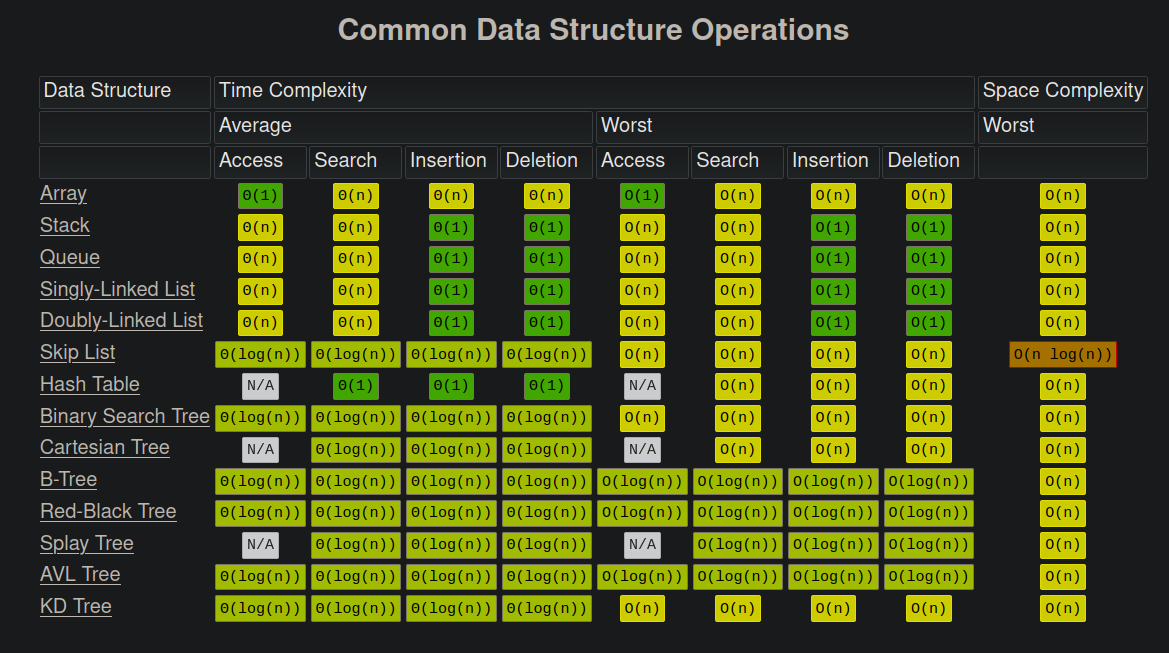 Common Data Structure Operations
Data Structure Time Complexity Space Complexity
Average Worst Worst
Access Search Insertion Deletion Access Search Insertion Deletion
Array Θ(1) Θ(n) Θ(n) Θ(n) O(1) O(n) O(n) O(n) O(n)
Stack Θ(n) Θ(n) Θ(1) Θ(1) O(n) O(n) O(1) O(1) O(n)
Queue Θ(n) Θ(n) Θ(1) Θ(1) O(n) O(n) O(1) O(1) O(n)
Singly-Linked List Θ(n) Θ(n) Θ(1) Θ(1) O(n) O(n) O(1) O(1) O(n)
Doubly-Linked List Θ(n) Θ(n) Θ(1) Θ(1) O(n) O(n) O(1) O(1) O(n)
Skip List Θ(log(n)) Θ(log(n)) Θ(log(n)) Θ(log(n)) O(n) O(n) O(n) O(n) O(n log(n))
Hash Table N/A Θ(1) Θ(1) Θ(1) N/A O(n) O(n) O(n) O(n)
Binary Search Tree Θ(log(n)) Θ(log(n)) Θ(log(n)) Θ(log(n)) O(n) O(n) O(n) O(n) O(n)
Cartesian Tree N/A Θ(log(n)) Θ(log(n)) Θ(log(n)) N/A O(n) O(n) O(n) O(n)
B-Tree Θ(log(n)) Θ(log(n)) Θ(log(n)) Θ(log(n)) O(log(n)) O(log(n)) O(log(n)) O(log(n)) O(n)
Red-Black Tree Θ(log(n)) Θ(log(n)) Θ(log(n)) Θ(log(n)) O(log(n)) O(log(n)) O(log(n)) O(log(n)) O(n)
Splay Tree N/A Θ(log(n)) Θ(log(n)) Θ(log(n)) N/A O(log(n)) O(log(n)) O(log(n)) O(n)
AVL Tree Θ(log(n)) Θ(log(n)) Θ(log(n)) Θ(log(n)) O(log(n)) O(log(n)) O(log(n)) O(log(n)) O(n)
KD Tree Θ(log(n)) Θ(log(n)) Θ(log(n)) Θ(log(n)) O(n) O(n) O(n) O(n) O(n)